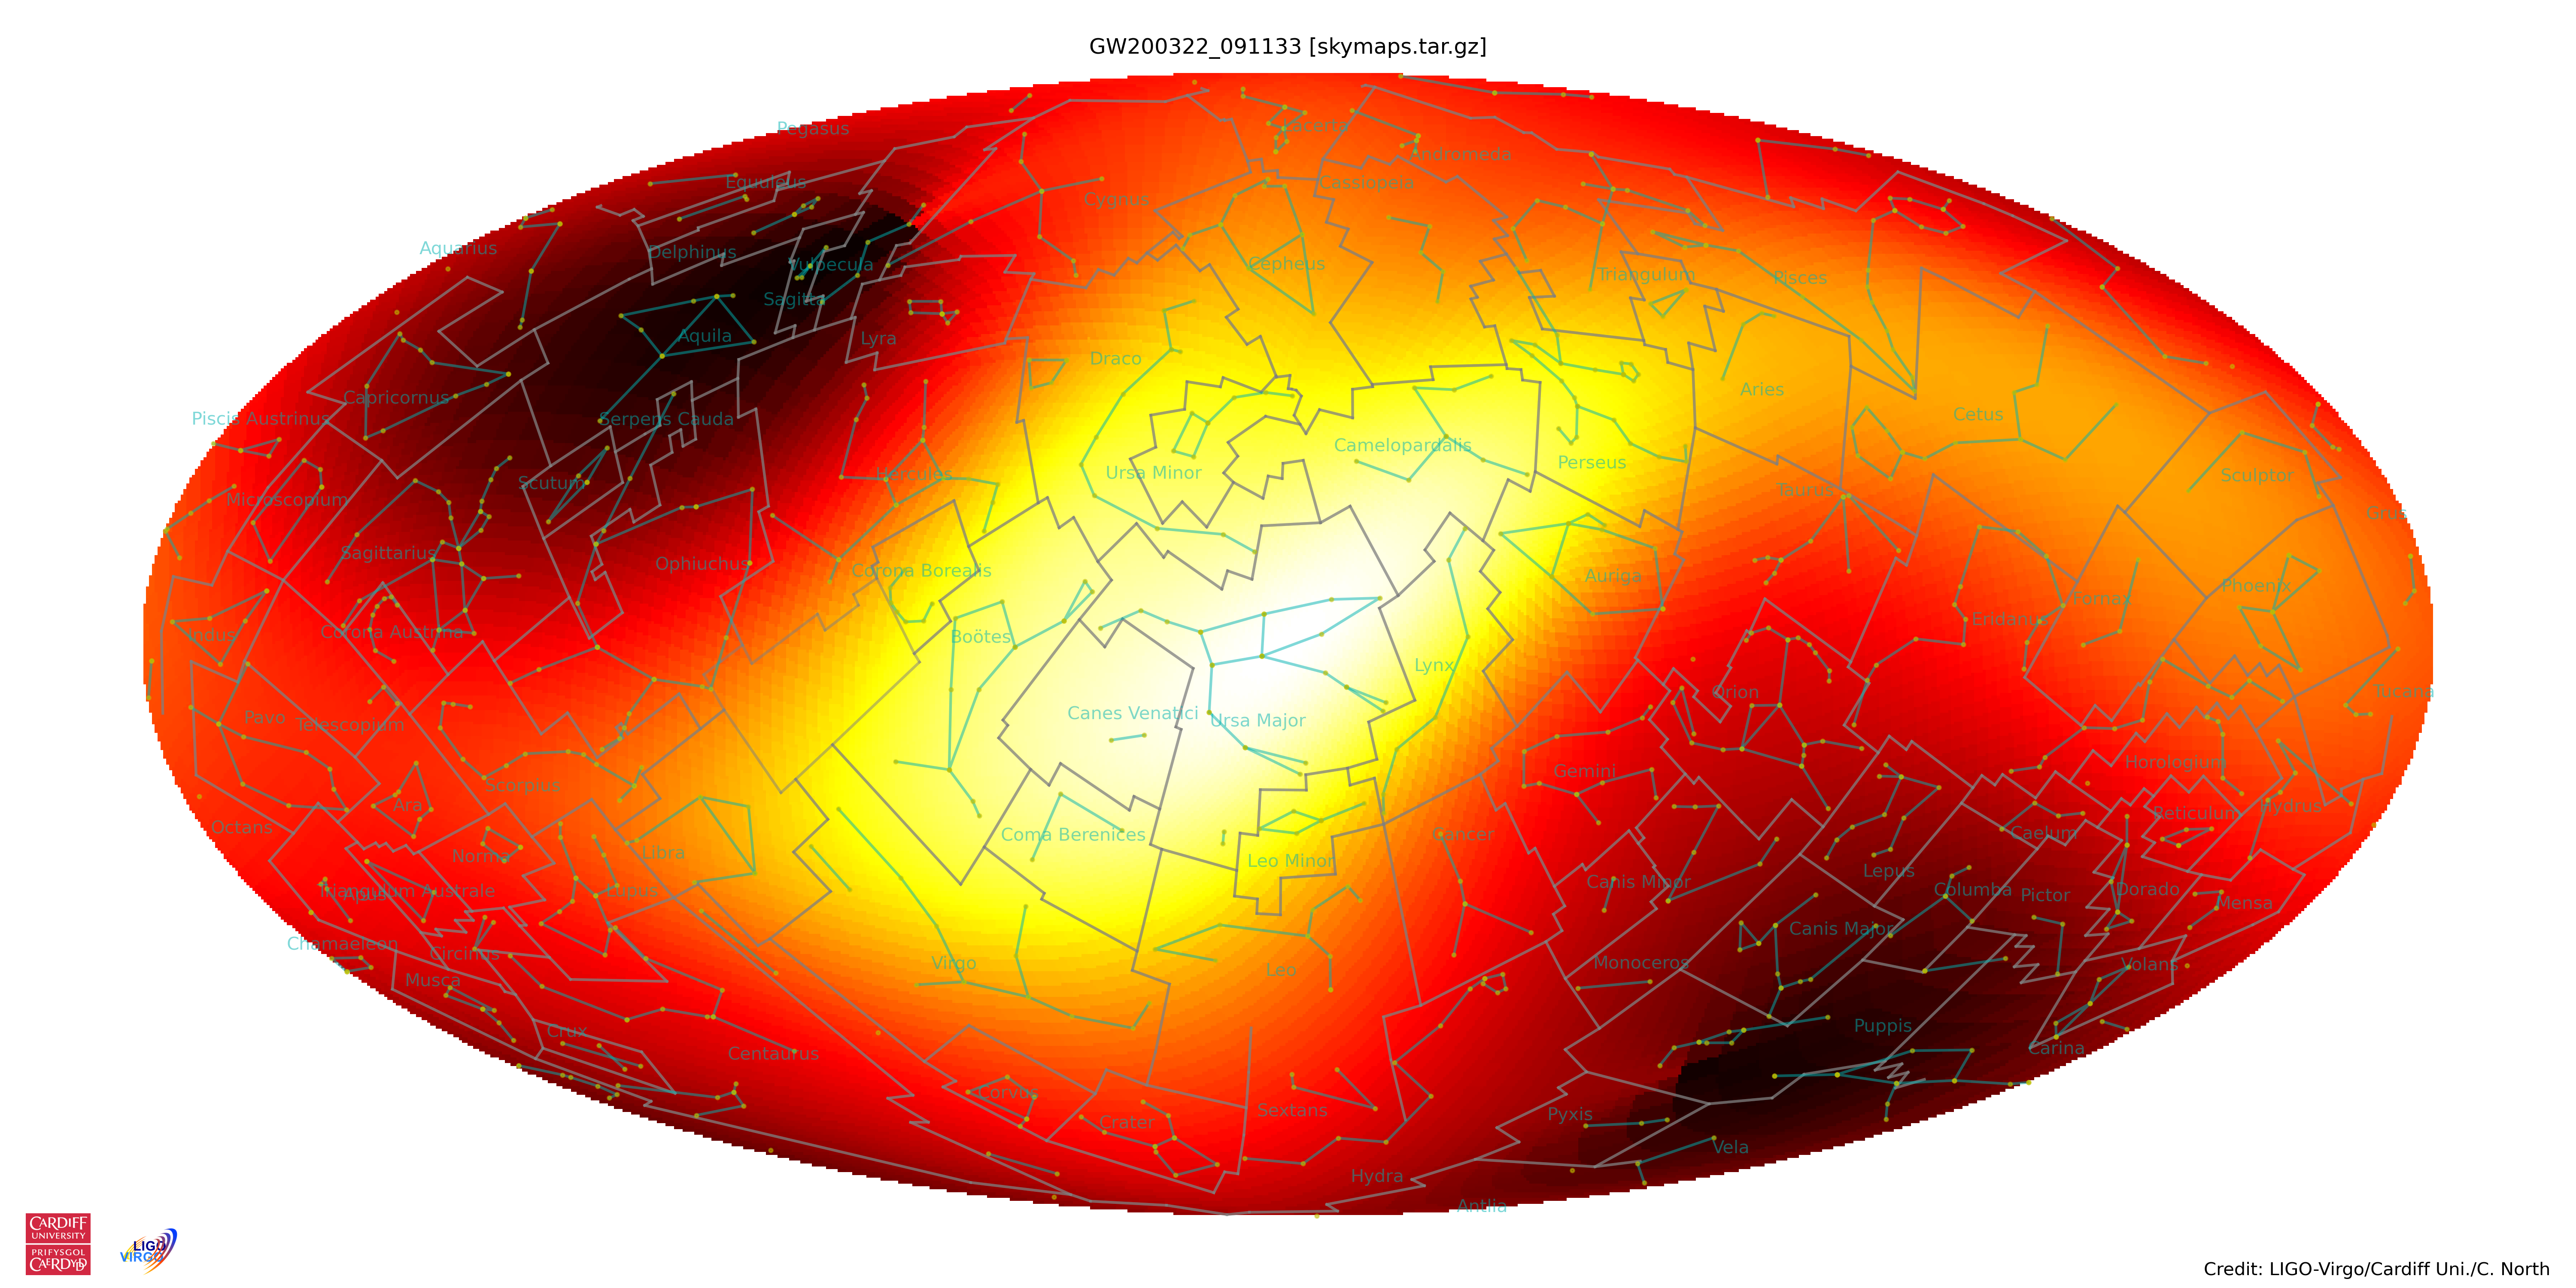 GW200322_091133 [skymaps.tar.gz]
Lacerta
Pegasus
Andromeda
Equuleus
Cassiopeia
Cygnus
Aquarius
Delphinus
Vulpecula
Cepheus
Triangulum
Pisces
Sagitta
Aquila
Lyra
Draco
Aries
Capricornus
Piscis Austrinus
Serpens Cauda
Cetus
Camelopardalis
Perseus
Hercules
Ursa Minor
Sculptor
Scutum
Taurus
Microscopium
Grus
Sagittarius
Ophiuchus
Corona Borealis
Auriga
Phoenix
Fornax
Eridanus
Indus
Corona Austrina
Boötes
Lynx
Orion
Tucana
Pavo
Telescopium
Canes Venatici
Ursa Major
Horologium
Gemini
Scorpius
Ara
Hydrus
Reticulum
Octans
Coma Berenices
Cancer
Caelum
Norma
Libra
Leo Minor
Lepus
Canis Minor
Triangulum Australe
Apus
Lupus
Columba
Pictor
Dorado
Mensa
Canis Major
Chamaeleon
Circinus
Virgo
Leo
Monoceros
Volans
Musca
Crux
Puppis
Centaurus
Carina
Corvus
Crater
Sextans
Pyxis
Vela
Hydra
Antlia
CARDIFF
UNIVERSITY
PRIFYSGOL
CAERDYDD
LIGO
VIRGO
Credit: LIGO-Virgo/Cardiff Uni./C. North